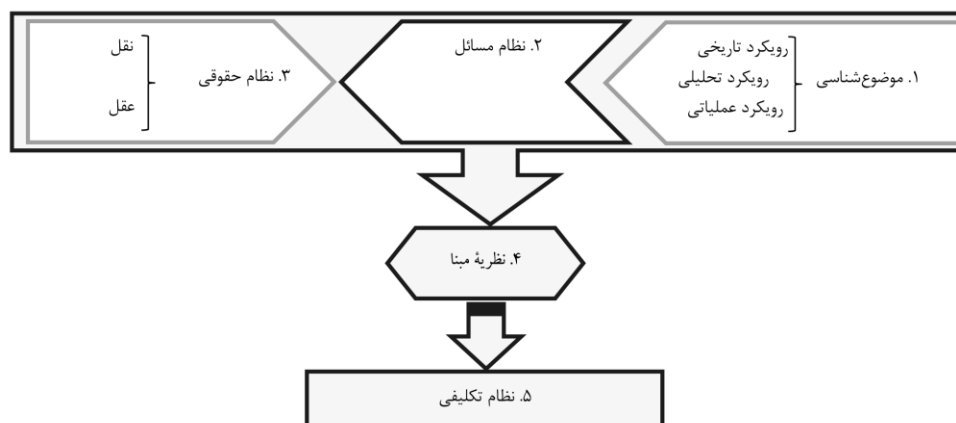 ۱. موضوع‌شناسی
رویکرد تاریخی
رویکرد تحلیلی
رویکرد عملیاتی
۲. نظام مسائل
۳. نظام حقوقی
نقل
عقل
۴. نظریهٔ مبنا
۵. نظام تکلیفی